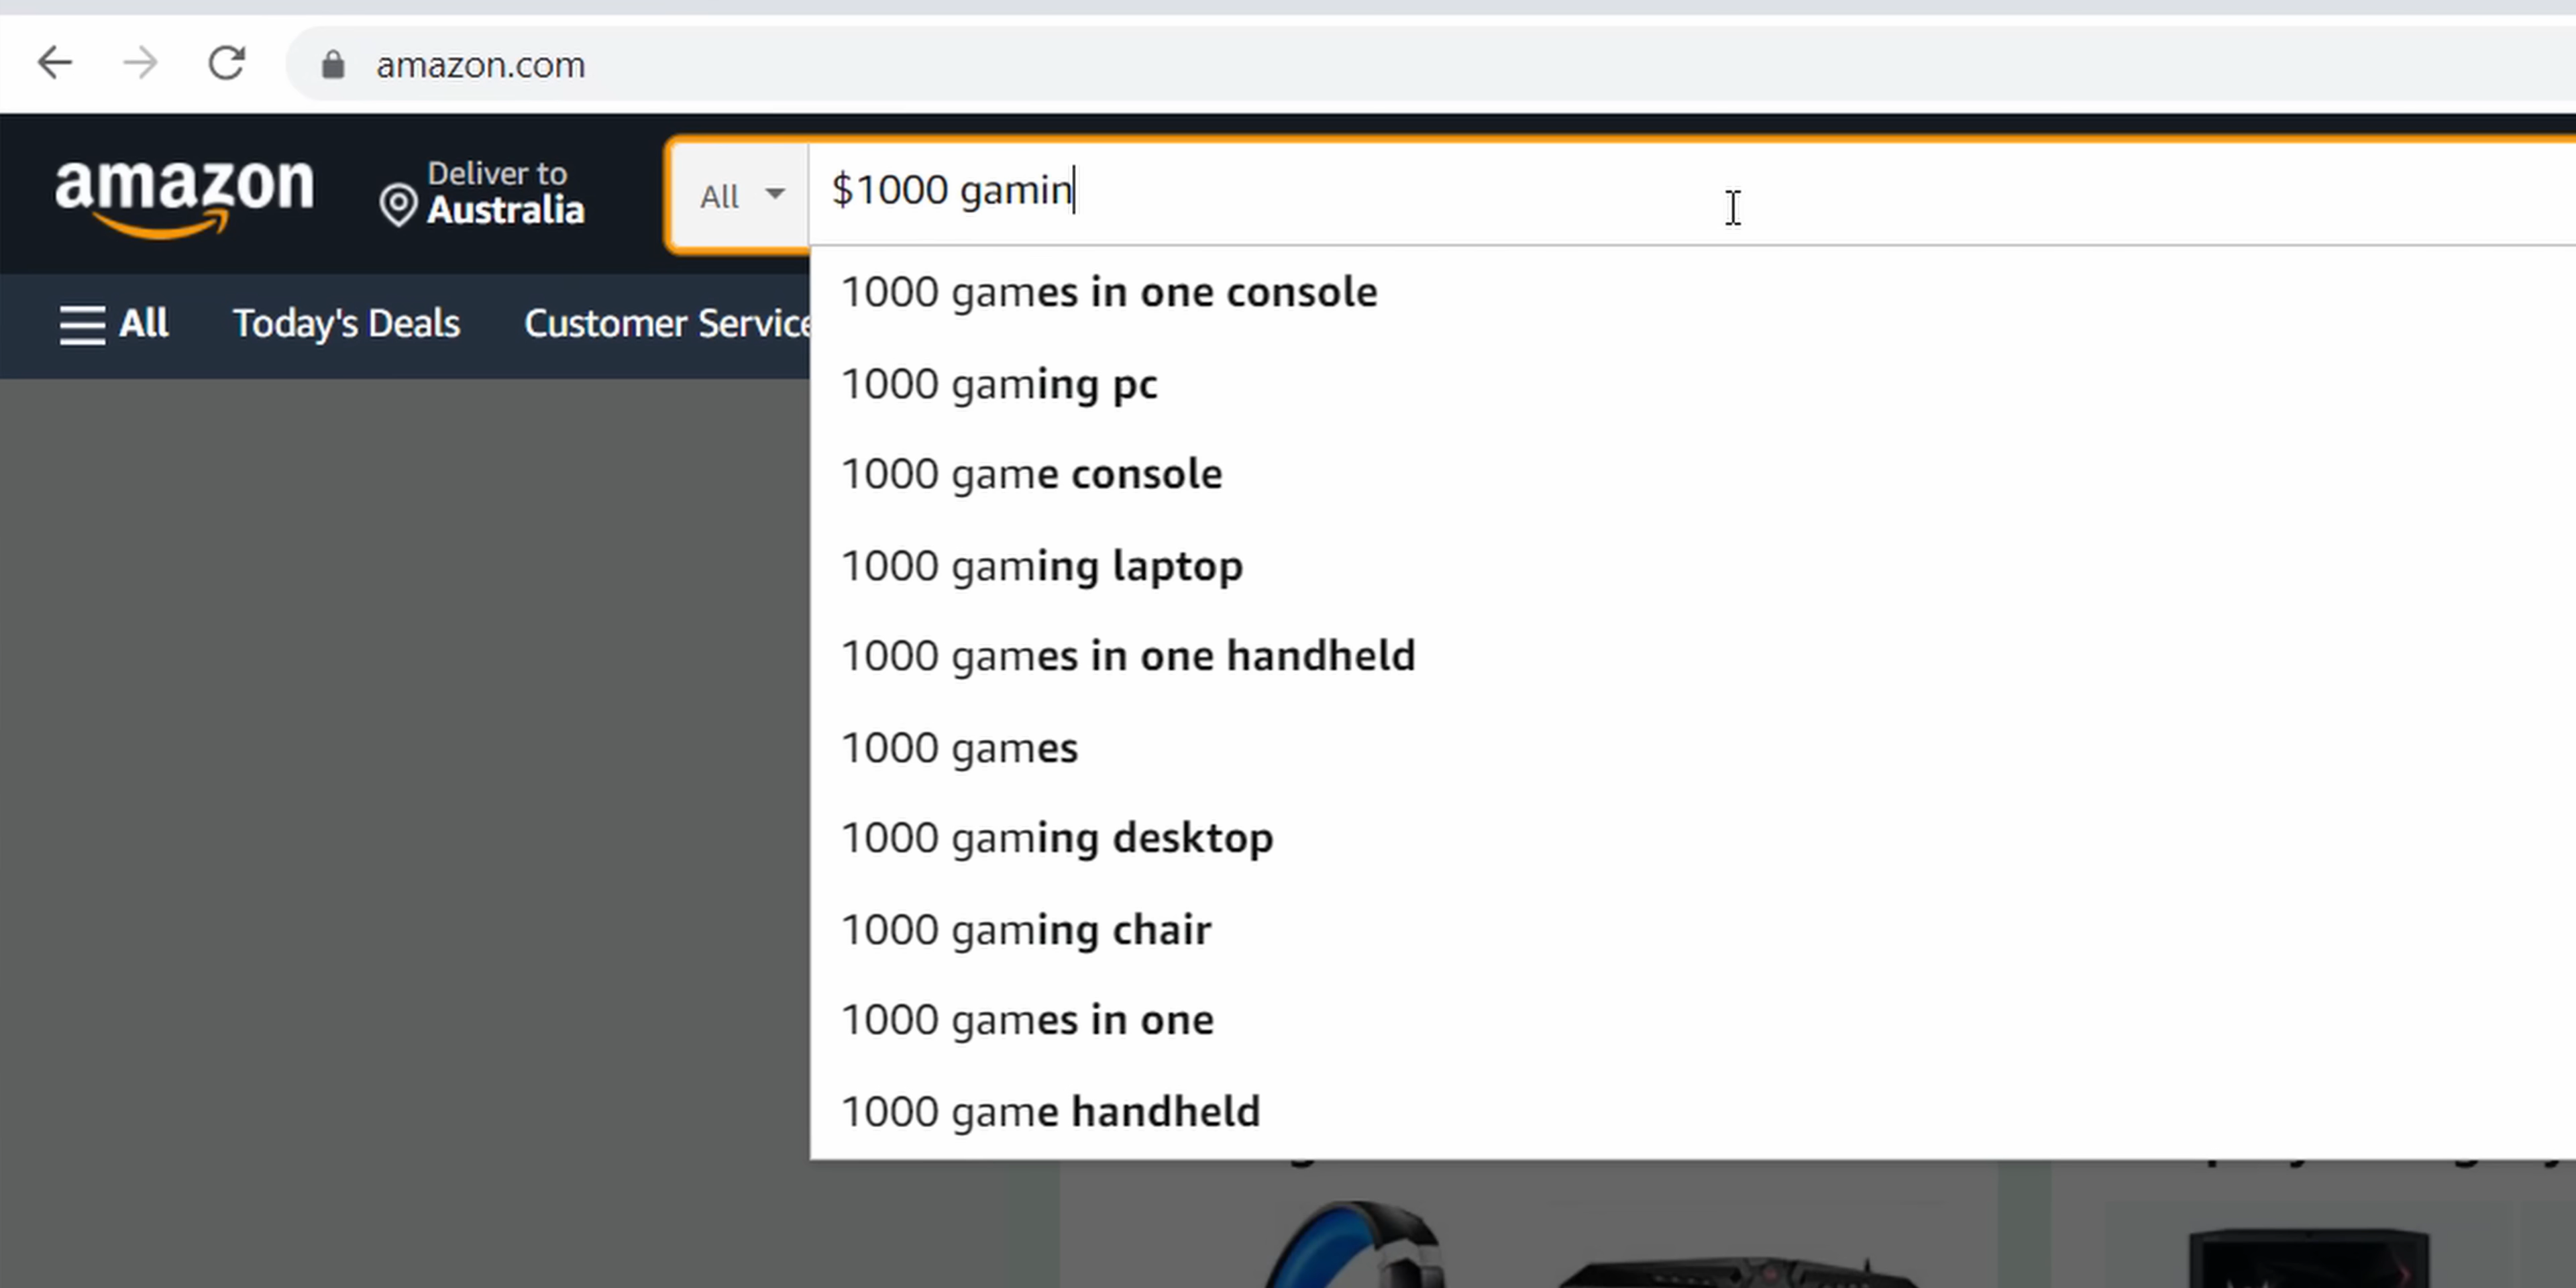 amazon.com
amazon
Deliver to
Australia
All
$1000 gamin
All
Today's Deals
Customer Service
1000 games in one console
1000 gaming pc
1000 game console
1000 gaming laptop
1000 games in one handheld
1000 games
1000 gaming desktop
1000 gaming chair
1000 games in one
1000 game handheld